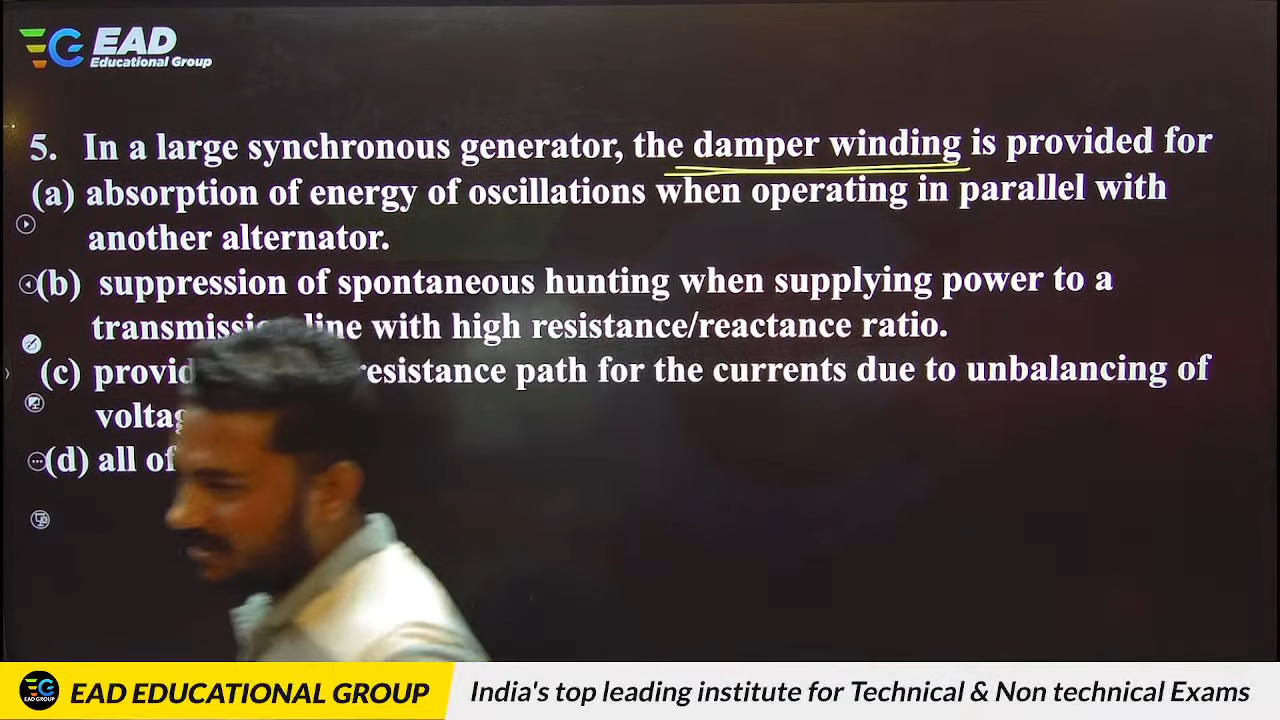 EAD
Educational Group
5. In a large synchronous generator, the damper winding is provided for
(a) absorption of energy of oscillations when operating in parallel with
another alternator.
(b) suppression of spontaneous hunting when supplying power to a
line with high resistance/reactance ratio.
(c) path for the currents due to unbalancing of
(d) all of
EAD GROUP
EAD EDUCATIONAL GROUP
India's top leading institute for Technical & Non technical Exams